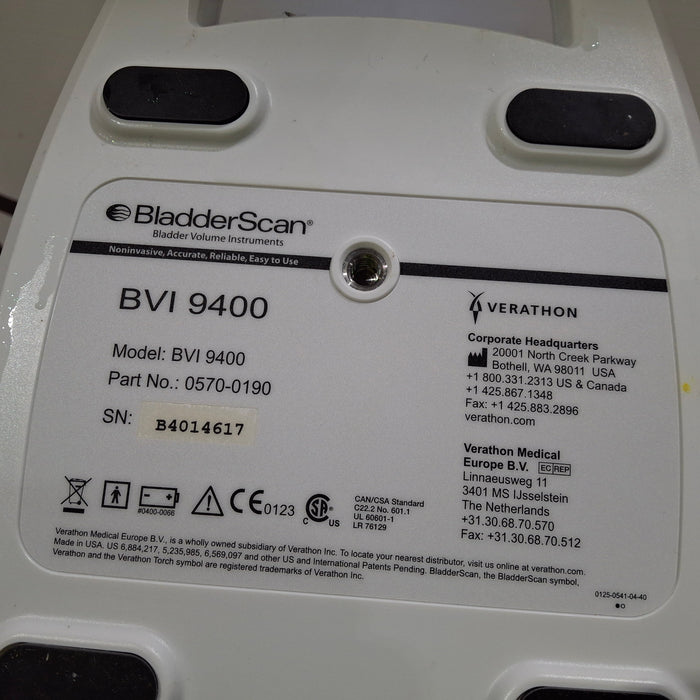 BladderScan®
Bladder Volume Instruments
Noninvasive, Accurate, Reliable, Easy to Use
BVI 9400
Model: BVI 9400
Part No.: 0570-0190
SN: B4014617
VERATHON
Corporate Headquarters
20001 North Creek Parkway
Bothell, WA 98011 USA
+1 800.331.2313 US & Canada
+1 425.867.1348
Fax: +1 425.883.2896
verathon.com
Verathon Medical
Europe B.V. EC REP
Linnaeusweg 11
3401 MS IJsselstein
The Netherlands
+31.30.68.70.570
Fax: +31.30.68.70.512
#0400-0066
CE 0123
C SA US
CAN/CSA Standard
C22.2 No. 601.1
UL 60601-1
LR 76129
Verathon Medical Europe B.V., is a wholly owned subsidiary of Verathon Inc. To locate your nearest distributor, visit us online at verathon.com.
Made in USA. US 6,884,217, 5,235,985, 6,569,097 and other US and International Patents Pending. BladderScan, the BladderScan symbol,
Verathon and the Verathon Torch symbol are registered trademarks of Verathon Inc.
0125-0541-04-40